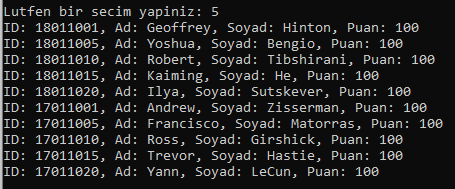 Lutfen bir secim yapiniz: 5
ID: 18011001, Ad: Geoffrey, Soyad: Hinton, Puan: 100
ID: 18011005, Ad: Yoshua, Soyad: Bengio, Puan: 100
ID: 18011010, Ad: Robert, Soyad: Tibshirani, Puan: 100
ID: 18011015, Ad: Kaiming, Soyad: He, Puan: 100
ID: 18011020, Ad: Ilya, Soyad: Sutskever, Puan: 100
ID: 17011001, Ad: Andrew, Soyad: Zisserman, Puan: 100
ID: 17011005, Ad: Francisco, Soyad: Matorras, Puan: 100
ID: 17011010, Ad: Ross, Soyad: Girshick, Puan: 100
ID: 17011015, Ad: Trevor, Soyad: Hastie, Puan: 100
ID: 17011020, Ad: Yann, Soyad: LeCun, Puan: 100